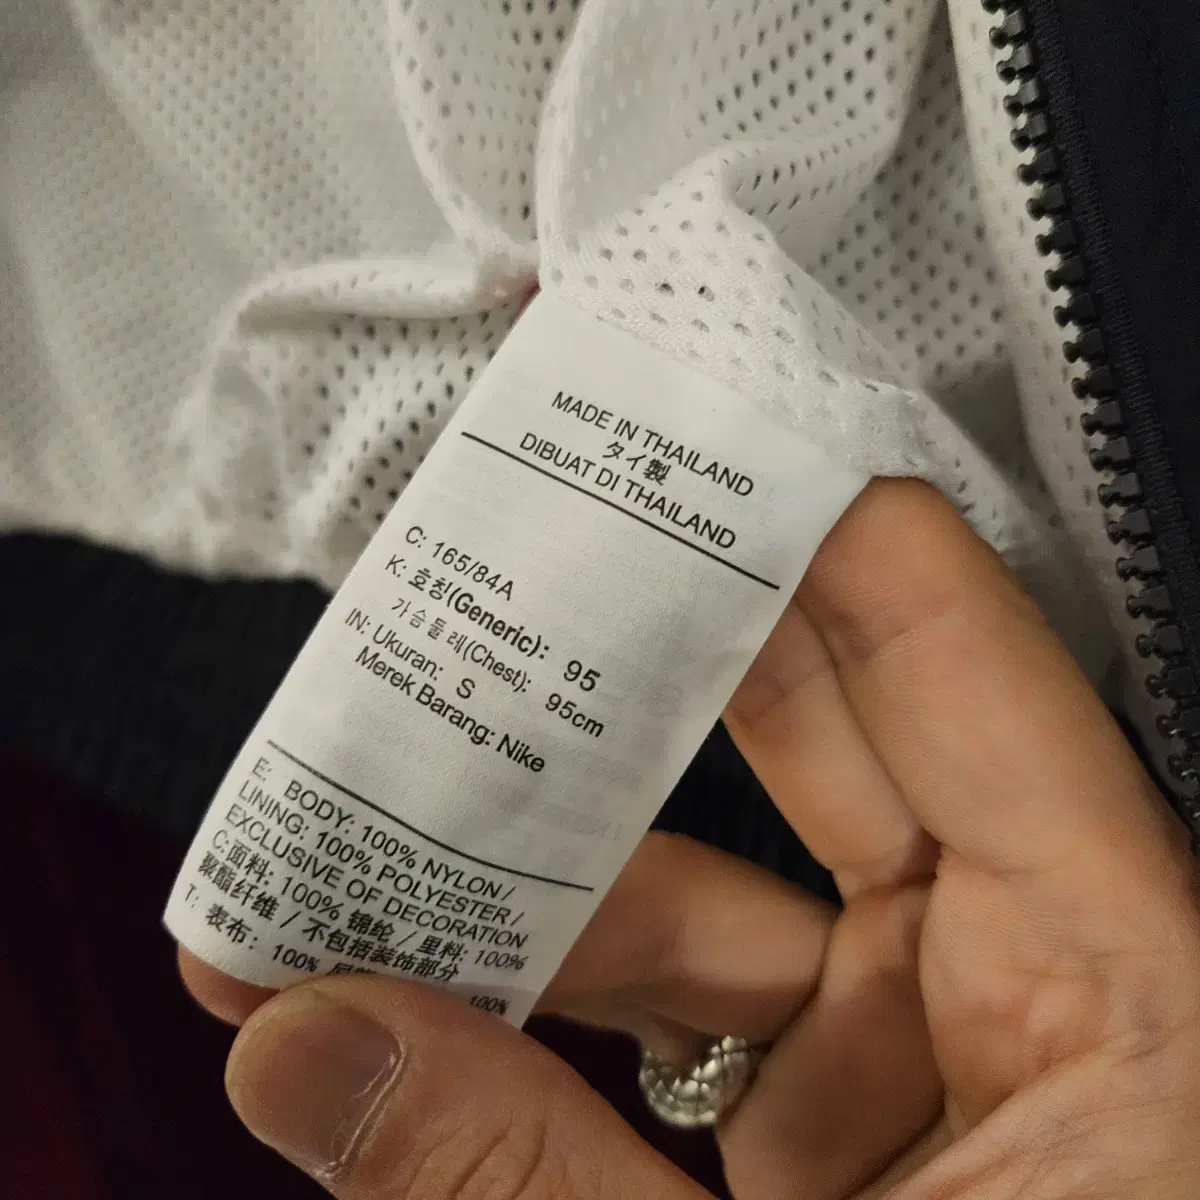 MADE IN THAILAND
タイ製
DIBUAT DI THAILAND
C: 165/84A
K: 호칭(Generic): 95
가슴둘레(Chest): 95cm
IN: Ukuran: S
Merek Barang: Nike
E: BODY: 100% NYLON /
LINING: 100% POLYESTER /
EXCLUSIVE OF DECORATION
C:面料: 100% 锦纶 / 里料: 100%
聚酯纤维 / 不包括装饰部分
T: 表布: 100% 100%